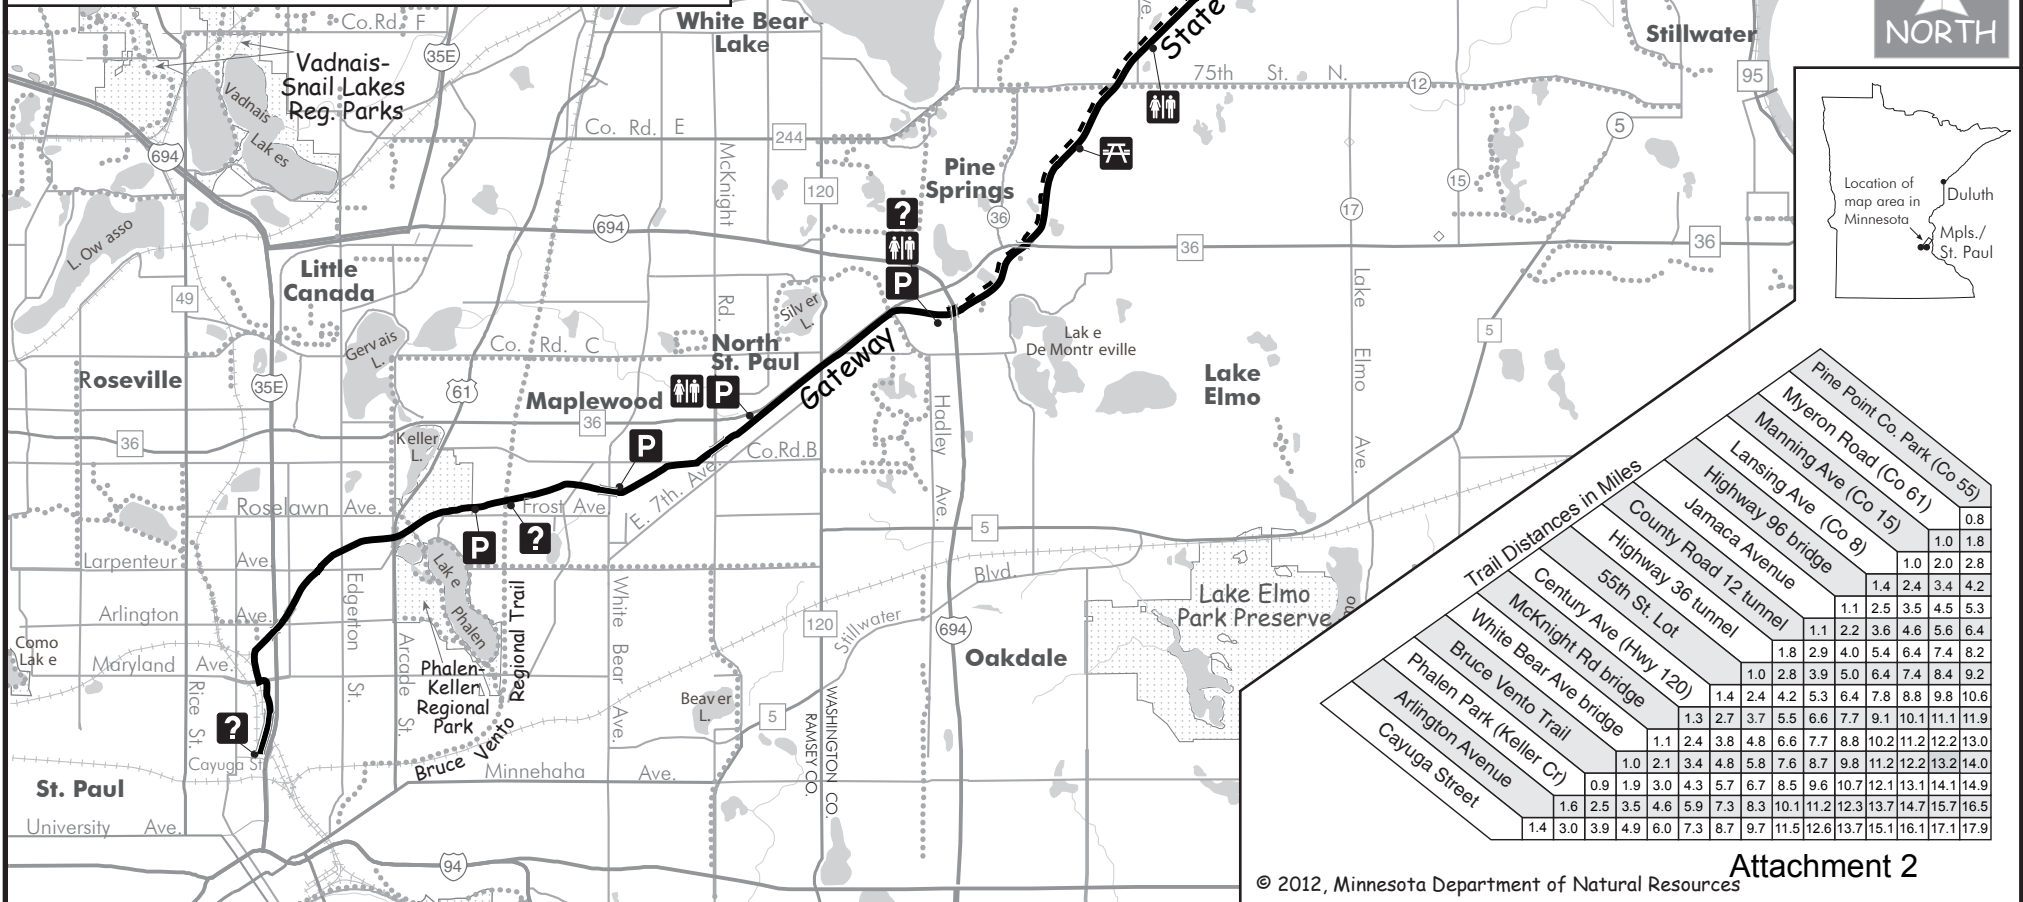 Co.Rd. F
35E
White Bear
Lake
State
ve.
Stillwater
NORTH
Vadnais-
Snail Lakes
Reg. Parks
Vadnais
Lakes
75th St. N.
12
95
694
Co. Rd. E
244
McKnight
Rd.
120
Pine
Springs
5
15
17
36
Location of
map area in
Minnesota
Duluth
Mpls./
St. Paul
L. Owasso
694
?
P
36
36
Little
Canada
49
Silver
L.
Lake
Elmo
Ave.
5
Gervais
L.
Co. Rd. C
North
St. Paul
Gateway
Lake
De Montreville
Roseville
35E
61
Maplewood
P
36
Lake
Elmo
Hadley
Ave.
36
Keller
L.
P
Co.Rd.B
E. 7th. Ave.
Roselawn Ave.
Frost Ave.
P
?
5
Larpenteur Ave.
Lake
Phalen
Blvd.
Stillwater
Edgerton
St.
Arlington Ave.
Arcade
St.
Regional Trail
Bruce Vento
White Bear Ave.
120
694
Lake Elmo
Park Preserve
Como
Lake
Maryland Ave.
Phalen-
Keller
Regional
Park
Oakdale
Rice St.
Beaver
L.
5
WASHINGTON CO.
RAMSEY CO.
?
Cayuga St
Minnehaha Ave.
St. Paul
University Ave.
94
Trail Distances in Miles
Pine Point Co. Park (Co 55)
Myeron Road (Co 61)
Manning Ave (Co 15)
Lansing Ave (Co 8)
Highway 96 bridge
Jamaca Avenue
County Road 12 tunnel
Highway 36 tunnel
55th St. Lot
Century Ave (Hwy 120)
McKnight Rd bridge
White Bear Ave bridge
Bruce Vento Trail
Phalen Park (Keller Cr)
Arlington Avenue
Cayuga Street
0.8
1.0 1.8
1.0 2.0 2.8
1.4 2.4 3.4 4.2
1.1 2.5 3.5 4.5 5.3
1.1 2.2 3.6 4.6 5.6 6.4
1.8 2.9 4.0 5.4 6.4 7.4 8.2
1.0 2.8 3.9 5.0 6.4 7.4 8.4 9.2
1.4 2.4 4.2 5.3 6.4 7.8 8.8 9.8 10.6
1.3 2.7 3.7 5.5 6.6 7.7 9.1 10.1 11.1 11.9
1.1 2.4 3.8 4.8 6.6 7.7 8.8 10.2 11.2 12.2 13.0
1.0 2.1 3.4 4.8 5.8 7.6 8.7 9.8 11.2 12.2 13.2 14.0
0.9 1.9 3.0 4.3 5.7 6.7 8.5 9.6 10.7 12.1 13.1 14.1 14.9
1.6 2.5 3.5 4.6 5.9 7.3 8.3 10.1 11.2 12.3 13.7 14.7 15.7 16.5
1.4 3.0 3.9 4.9 6.0 7.3 8.7 9.7 11.5 12.6 13.7 15.1 16.1 17.1 17.9
Attachment 2
© 2012, Minnesota Department of Natural Resources